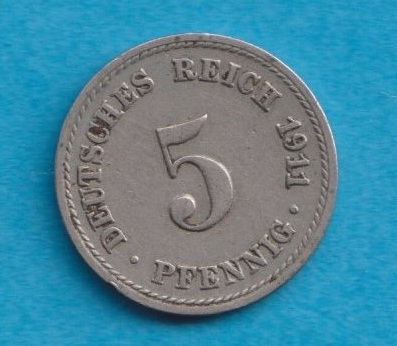 DEUTSCHES REICH 1911
5
· PFENNIG ·